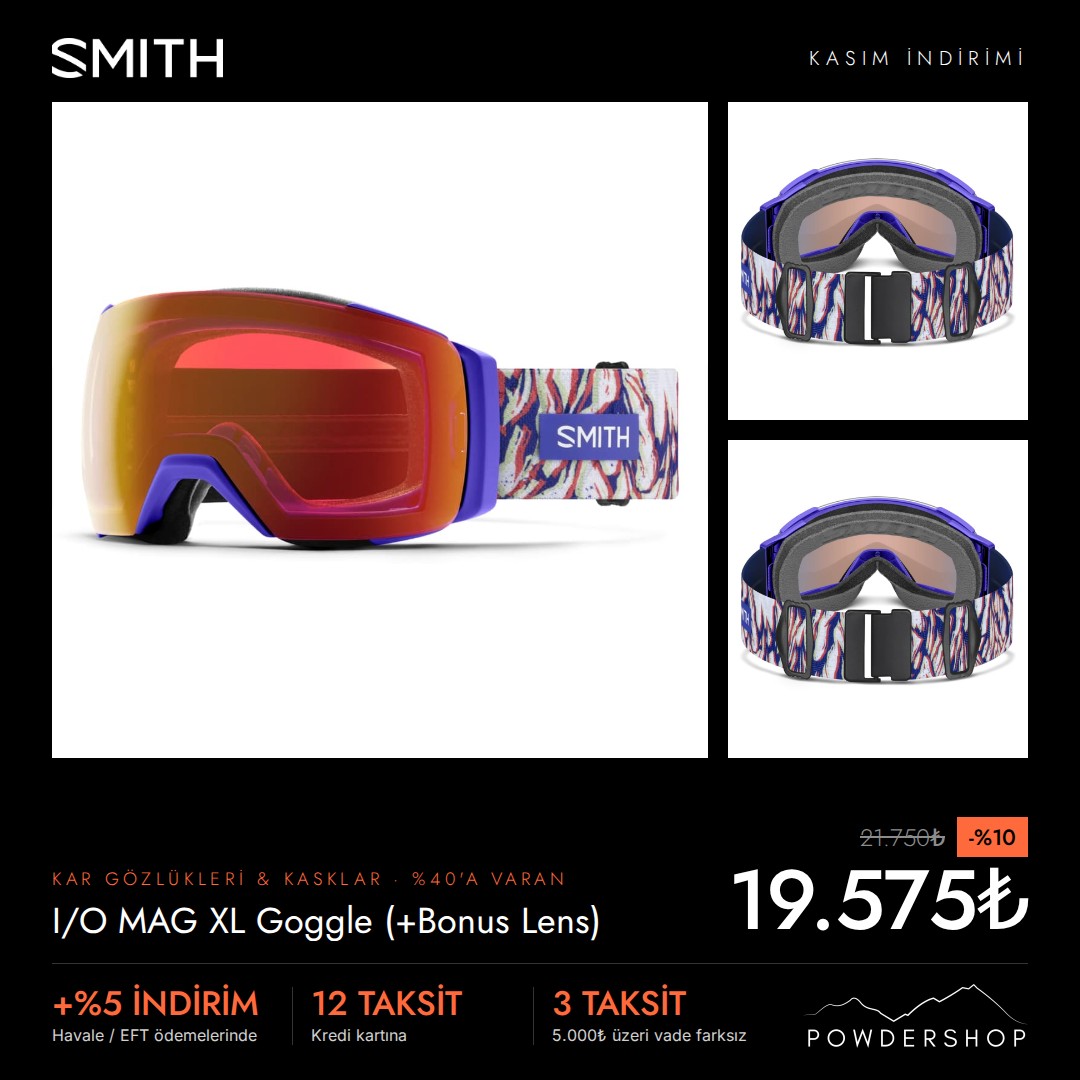 SMITH
KASIM İNDİRİMİ
SMITH
21.750₺
-%10
KAR GÖZLÜKLERİ & KASKLAR · %40'A VARAN
19.575₺
I/O MAG XL Goggle (+Bonus Lens)
+%5 İNDİRİM
Havale / EFT ödemelerinde
12 TAKSİT
Kredi kartına
3 TAKSİT
5.000₺ üzeri vade farksız
POWDERSHOP